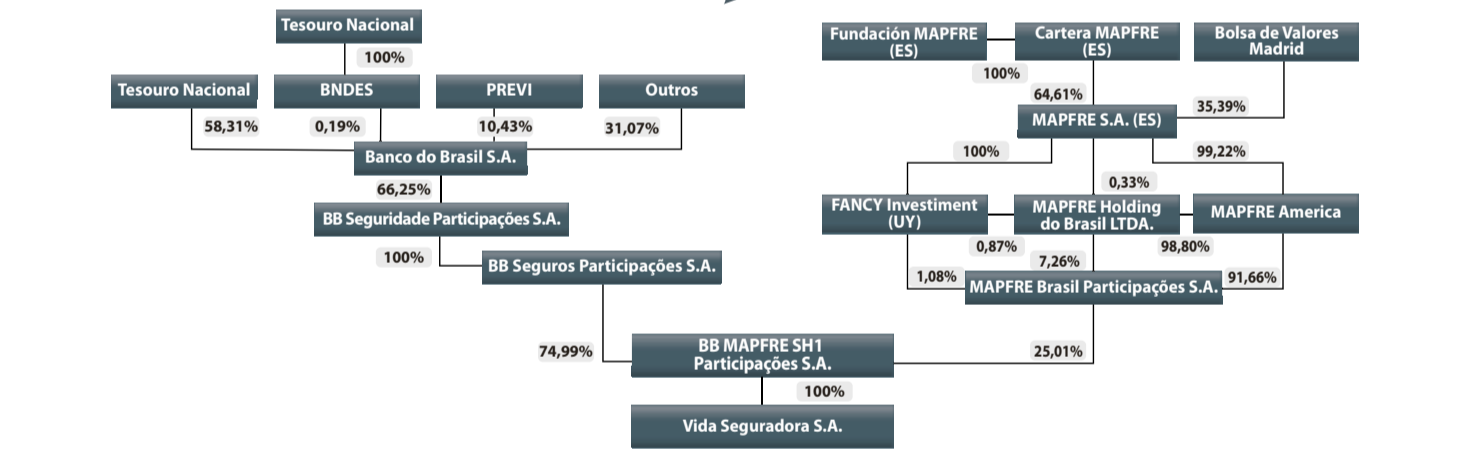 Tesouro Nacional
100%
Tesouro Nacional
BNDES
PREVI
Outros
58,31%
0,19%
10,43%
31,07%
Banco do Brasil S.A.
66,25%
BB Seguridade Participações S.A.
100%
BB Seguros Participações S.A.
74,99%
Fundación MAPFRE
(ES)
Cartera MAPFRE
(ES)
Bolsa de Valores
Madrid
100%
64,61%
35,39%
MAPFRE S.A. (ES)
100%
99,22%
0,33%
FANCY Investiment
(UY)
MAPFRE Holding
do Brasil LTDA.
MAPFRE America
0,87%
98,80%
7,26%
1,08%
91,66%
MAPFRE Brasil Participações S.A.
25,01%
BB MAPFRE SH1
Participações S.A.
100%
Vida Seguradora S.A.